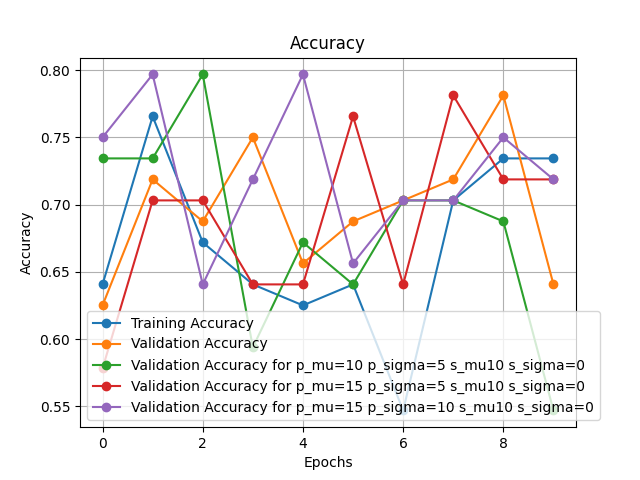 Accuracy
0.80
0.75
0.70
0.65
0.60
0.55
Accuracy
Training Accuracy
Validation Accuracy
Validation Accuracy for p_mu=10 p_sigma=5 s_mu10 s_sigma=0
Validation Accuracy for p_mu=15 p_sigma=5 s_mu10 s_sigma=0
Validation Accuracy for p_mu=15 p_sigma=10 s_mu10 s_sigma=0
0 2 4 6 8
Epochs